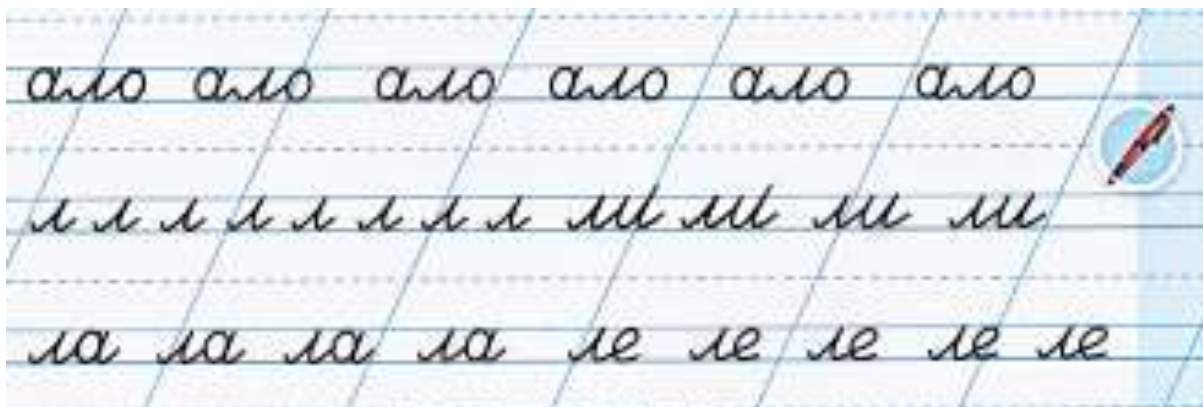 ало ало ало ало ало ало
л л л л л л л л ли ли ли ли
ла ла ла ла ле ле ле ле ле